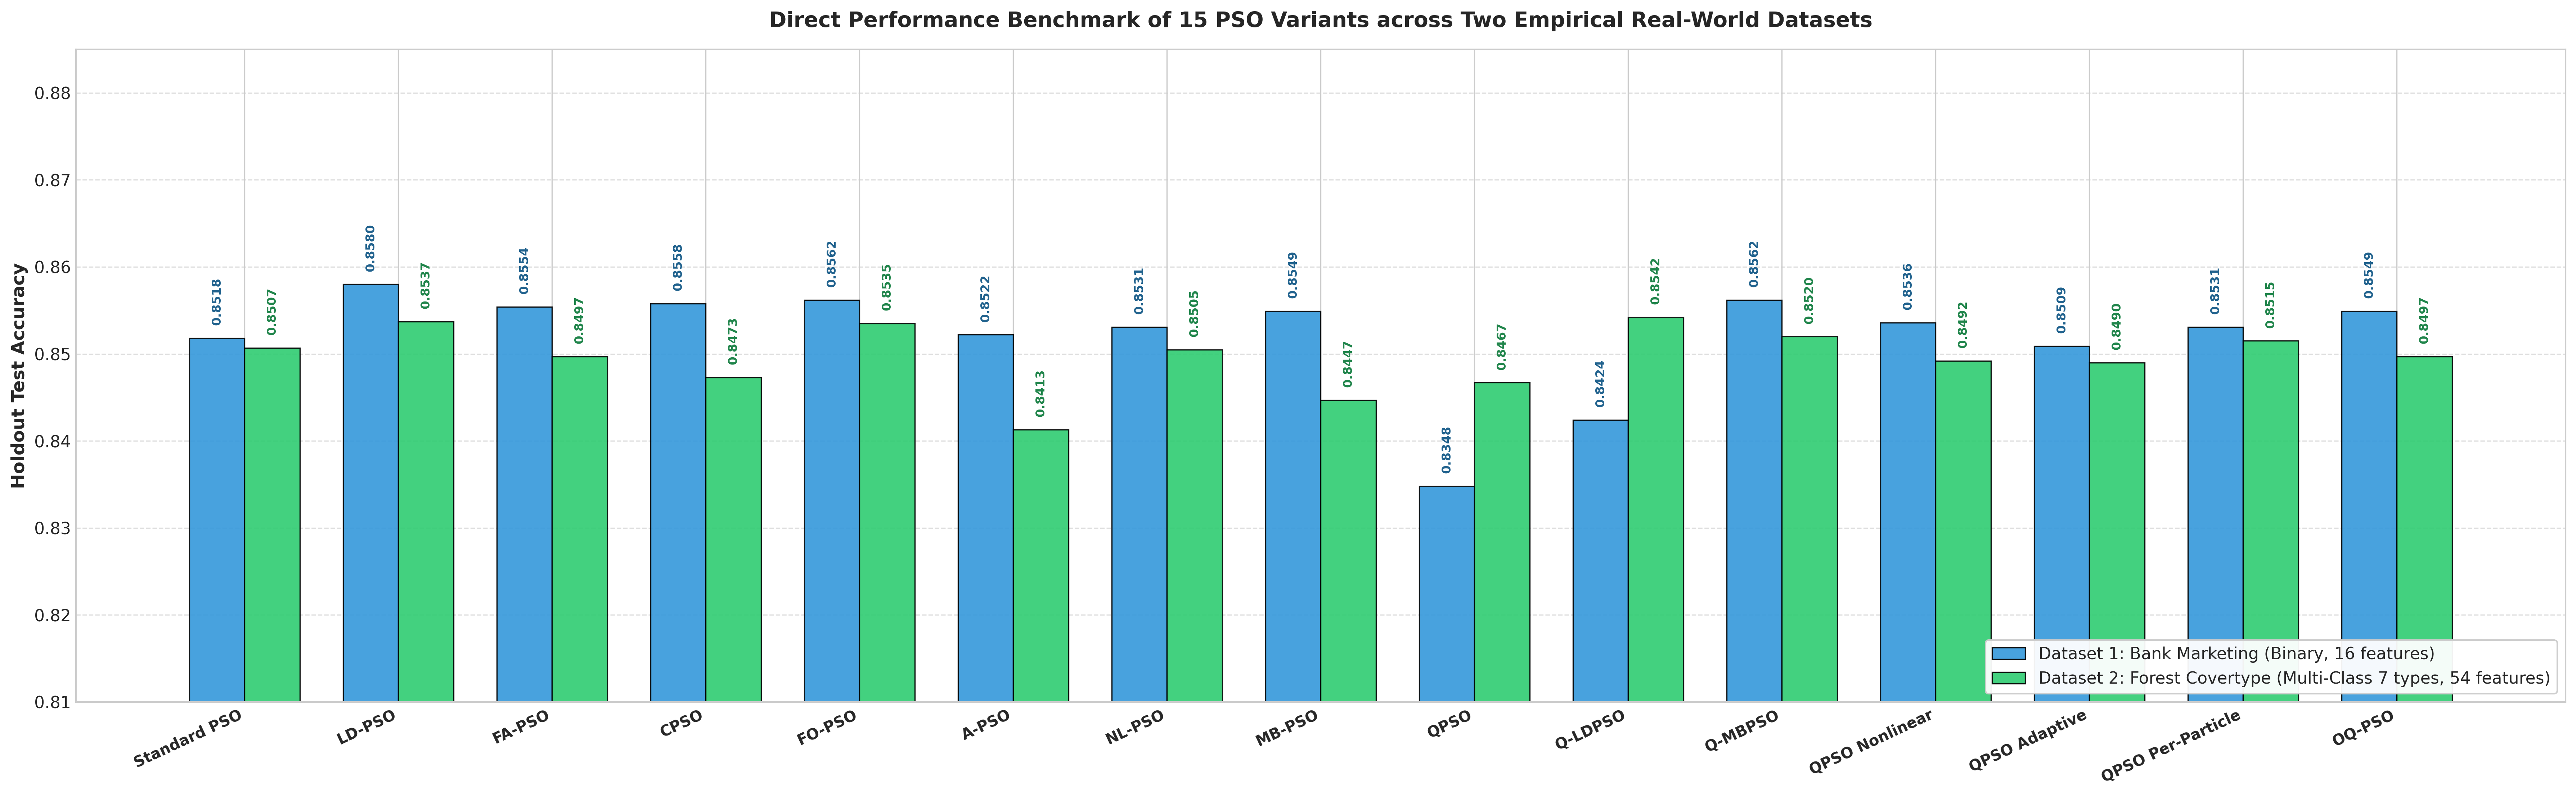 Direct Performance Benchmark of 15 PSO Variants across Two Empirical Real-World Datasets
Holdout Test Accuracy
0.88
0.87
0.86
0.85
0.84
0.83
0.82
0.81
0.8518
0.8507
0.8580
0.8537
0.8554
0.8497
0.8558
0.8473
0.8562
0.8535
0.8522
0.8413
0.8531
0.8505
0.8549
0.8447
0.8348
0.8467
0.8424
0.8542
0.8562
0.8520
0.8536
0.8492
0.8509
0.8490
0.8531
0.8515
0.8549
0.8497
Dataset 1: Bank Marketing (Binary, 16 features)
Dataset 2: Forest Covertype (Multi-Class 7 types, 54 features)
Standard PSO
LD-PSO
FA-PSO
CPSO
FO-PSO
A-PSO
NL-PSO
MB-PSO
QPSO
Q-LDPSO
Q-MBPSO
QPSO Nonlinear
QPSO Adaptive
QPSO Per-Particle
OQ-PSO